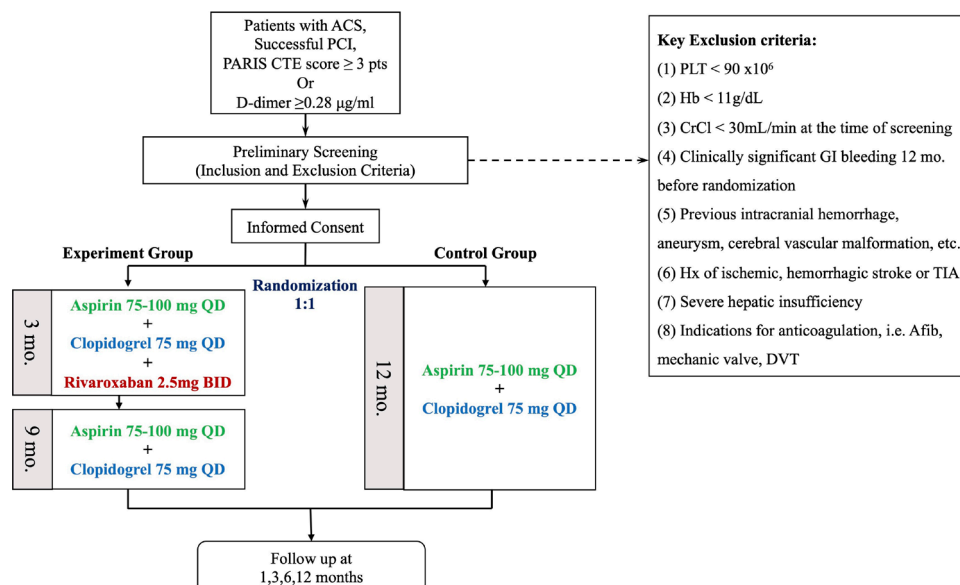 Patients with ACS,
Successful PCI,
PARIS CTE score ≥ 3 pts
Or
D-dimer ≥0.28 μg/ml
Preliminary Screening
(Inclusion and Exclusion Criteria)
Informed Consent
Experiment Group
Control Group
Randomization
1:1
3 mo.
Aspirin 75-100 mg QD
+
Clopidogrel 75 mg QD
+
Rivaroxaban 2.5mg BID
9 mo.
Aspirin 75-100 mg QD
+
Clopidogrel 75 mg QD
12 mo.
Aspirin 75-100 mg QD
+
Clopidogrel 75 mg QD
Follow up at
1,3,6,12 months
Key Exclusion criteria:
(1) PLT < 90 x10⁶
(2) Hb < 11g/dL
(3) CrCl < 30mL/min at the time of screening
(4) Clinically significant GI bleeding 12 mo.
before randomization
(5) Previous intracranial hemorrhage,
aneurysm, cerebral vascular malformation, etc.
(6) Hx of ischemic, hemorrhagic stroke or TIA
(7) Severe hepatic insufficiency
(8) Indications for anticoagulation, i.e. Afib,
mechanic valve, DVT